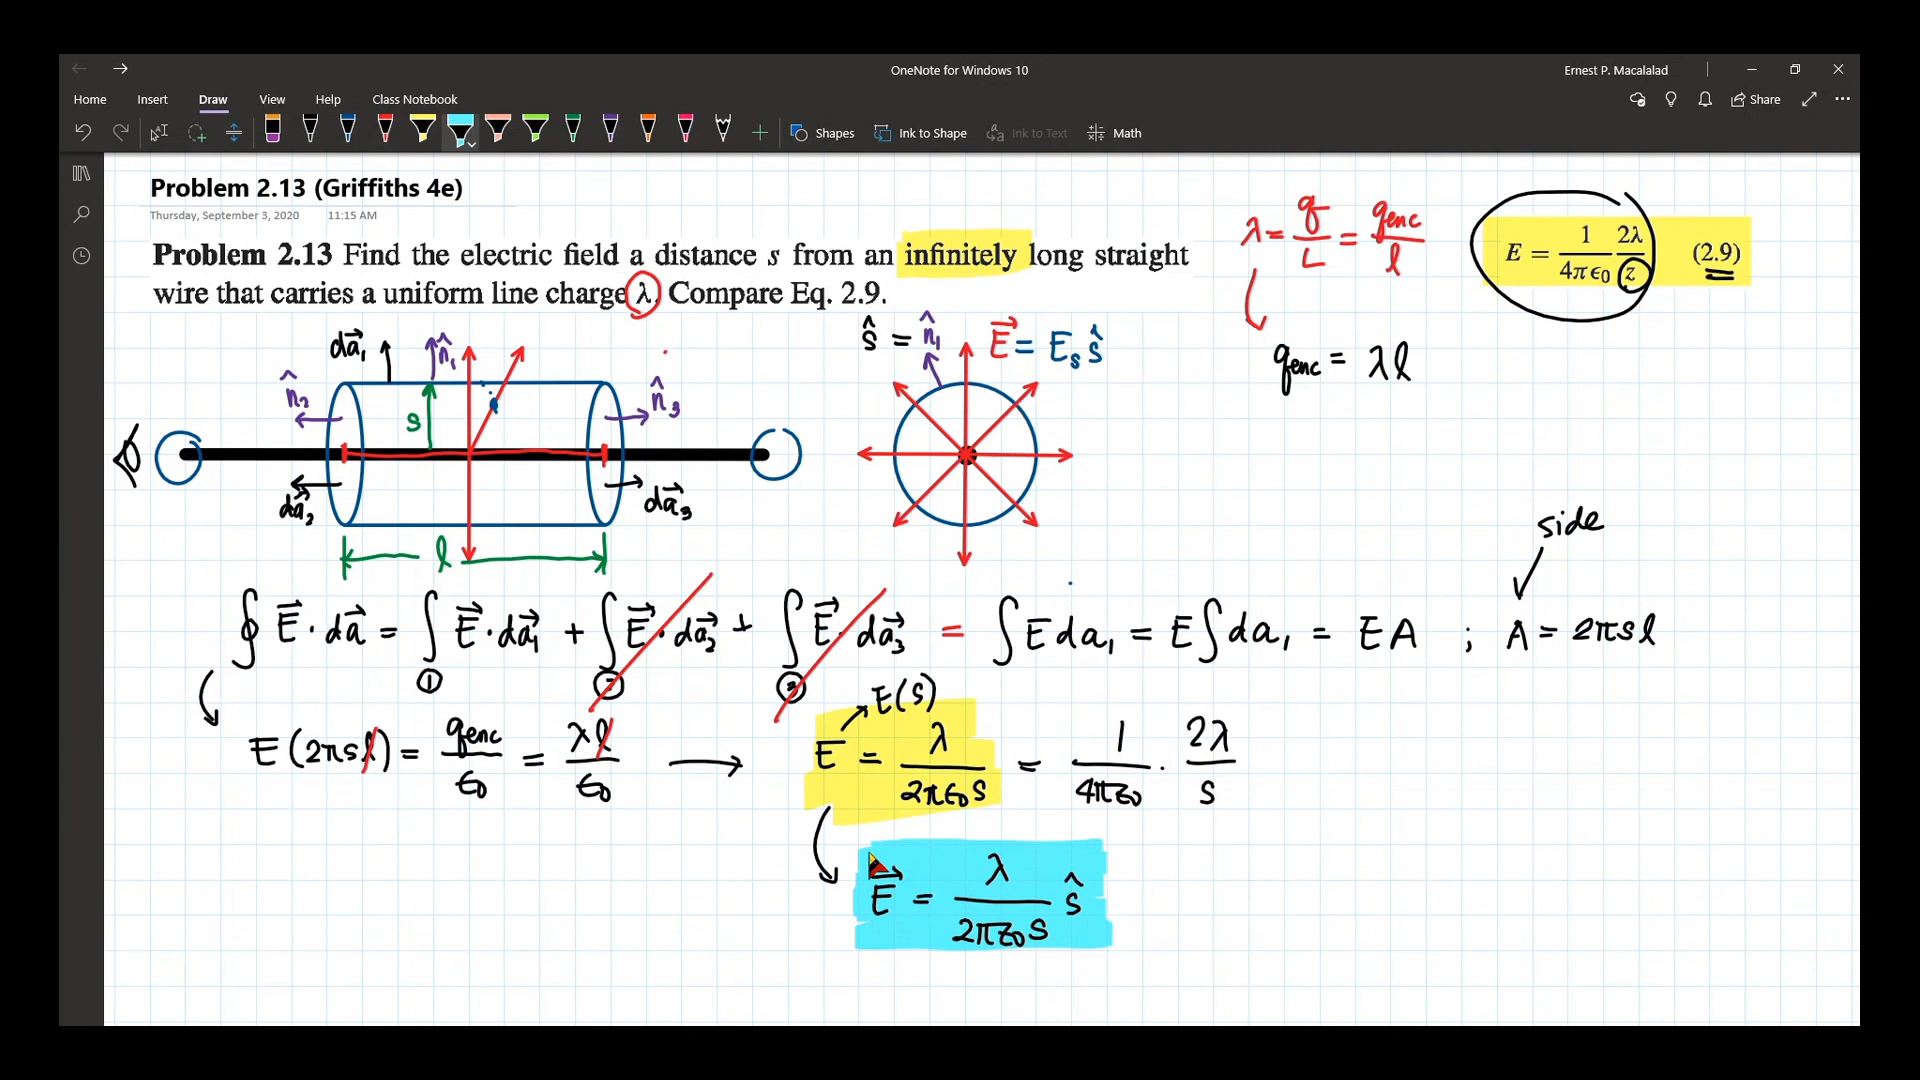 OneNote for Windows 10
Ernest P. Macalalad
Home Insert Draw View Help Class Notebook
Share
Shapes Ink to Shape Ink to Text Math
Problem 2.13 (Griffiths 4e)
Thursday, September 3, 2020 11:15 AM
Problem 2.13 Find the electric field a distance s from an infinitely long straight
wire that carries a uniform line charge λ. Compare Eq. 2.9.
λ = q/L = qenc/l
E = 1/4πϵ0 2λ/z (2.9)
qenc = λl
da⃗1 n̂1
n̂2 n̂3
s
da⃗2 da⃗3
l
ŝ = n̂1 E⃗ = Es ŝ
side
∮ E⃗ · da⃗ = ∫① E⃗ · da⃗1 + ∫② E⃗ · da⃗2 + ∫③ E⃗ · da⃗3 = ∫ E da1 = E ∫ da1 = EA ; A = 2πsl
E(s)
E (2πsl) = qenc/ϵ0 = λl/ϵ0 → E = λ/2πϵ0s = 1/4πϵ0 · 2λ/s
E⃗ = λ/2πϵ0s ŝ